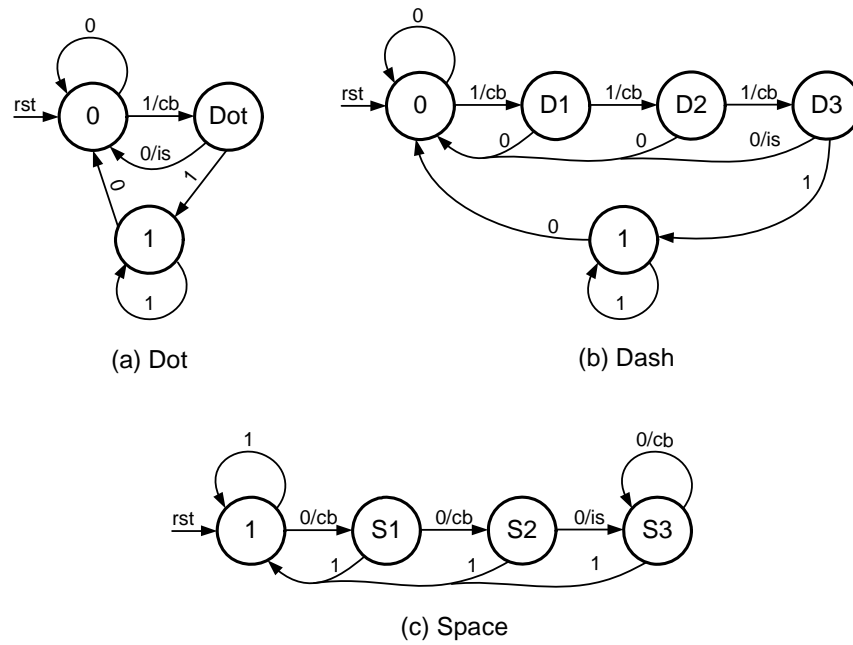 0
rst
0
1/cb
Dot
0/is
0
1
1
1
(a) Dot
0
rst
0
1/cb
D1
1/cb
D2
1/cb
D3
0
0
0/is
1
0
1
1
(b) Dash
1
0/cb
rst
1
0/cb
S1
0/cb
S2
0/is
S3
1
1
1
(c) Space